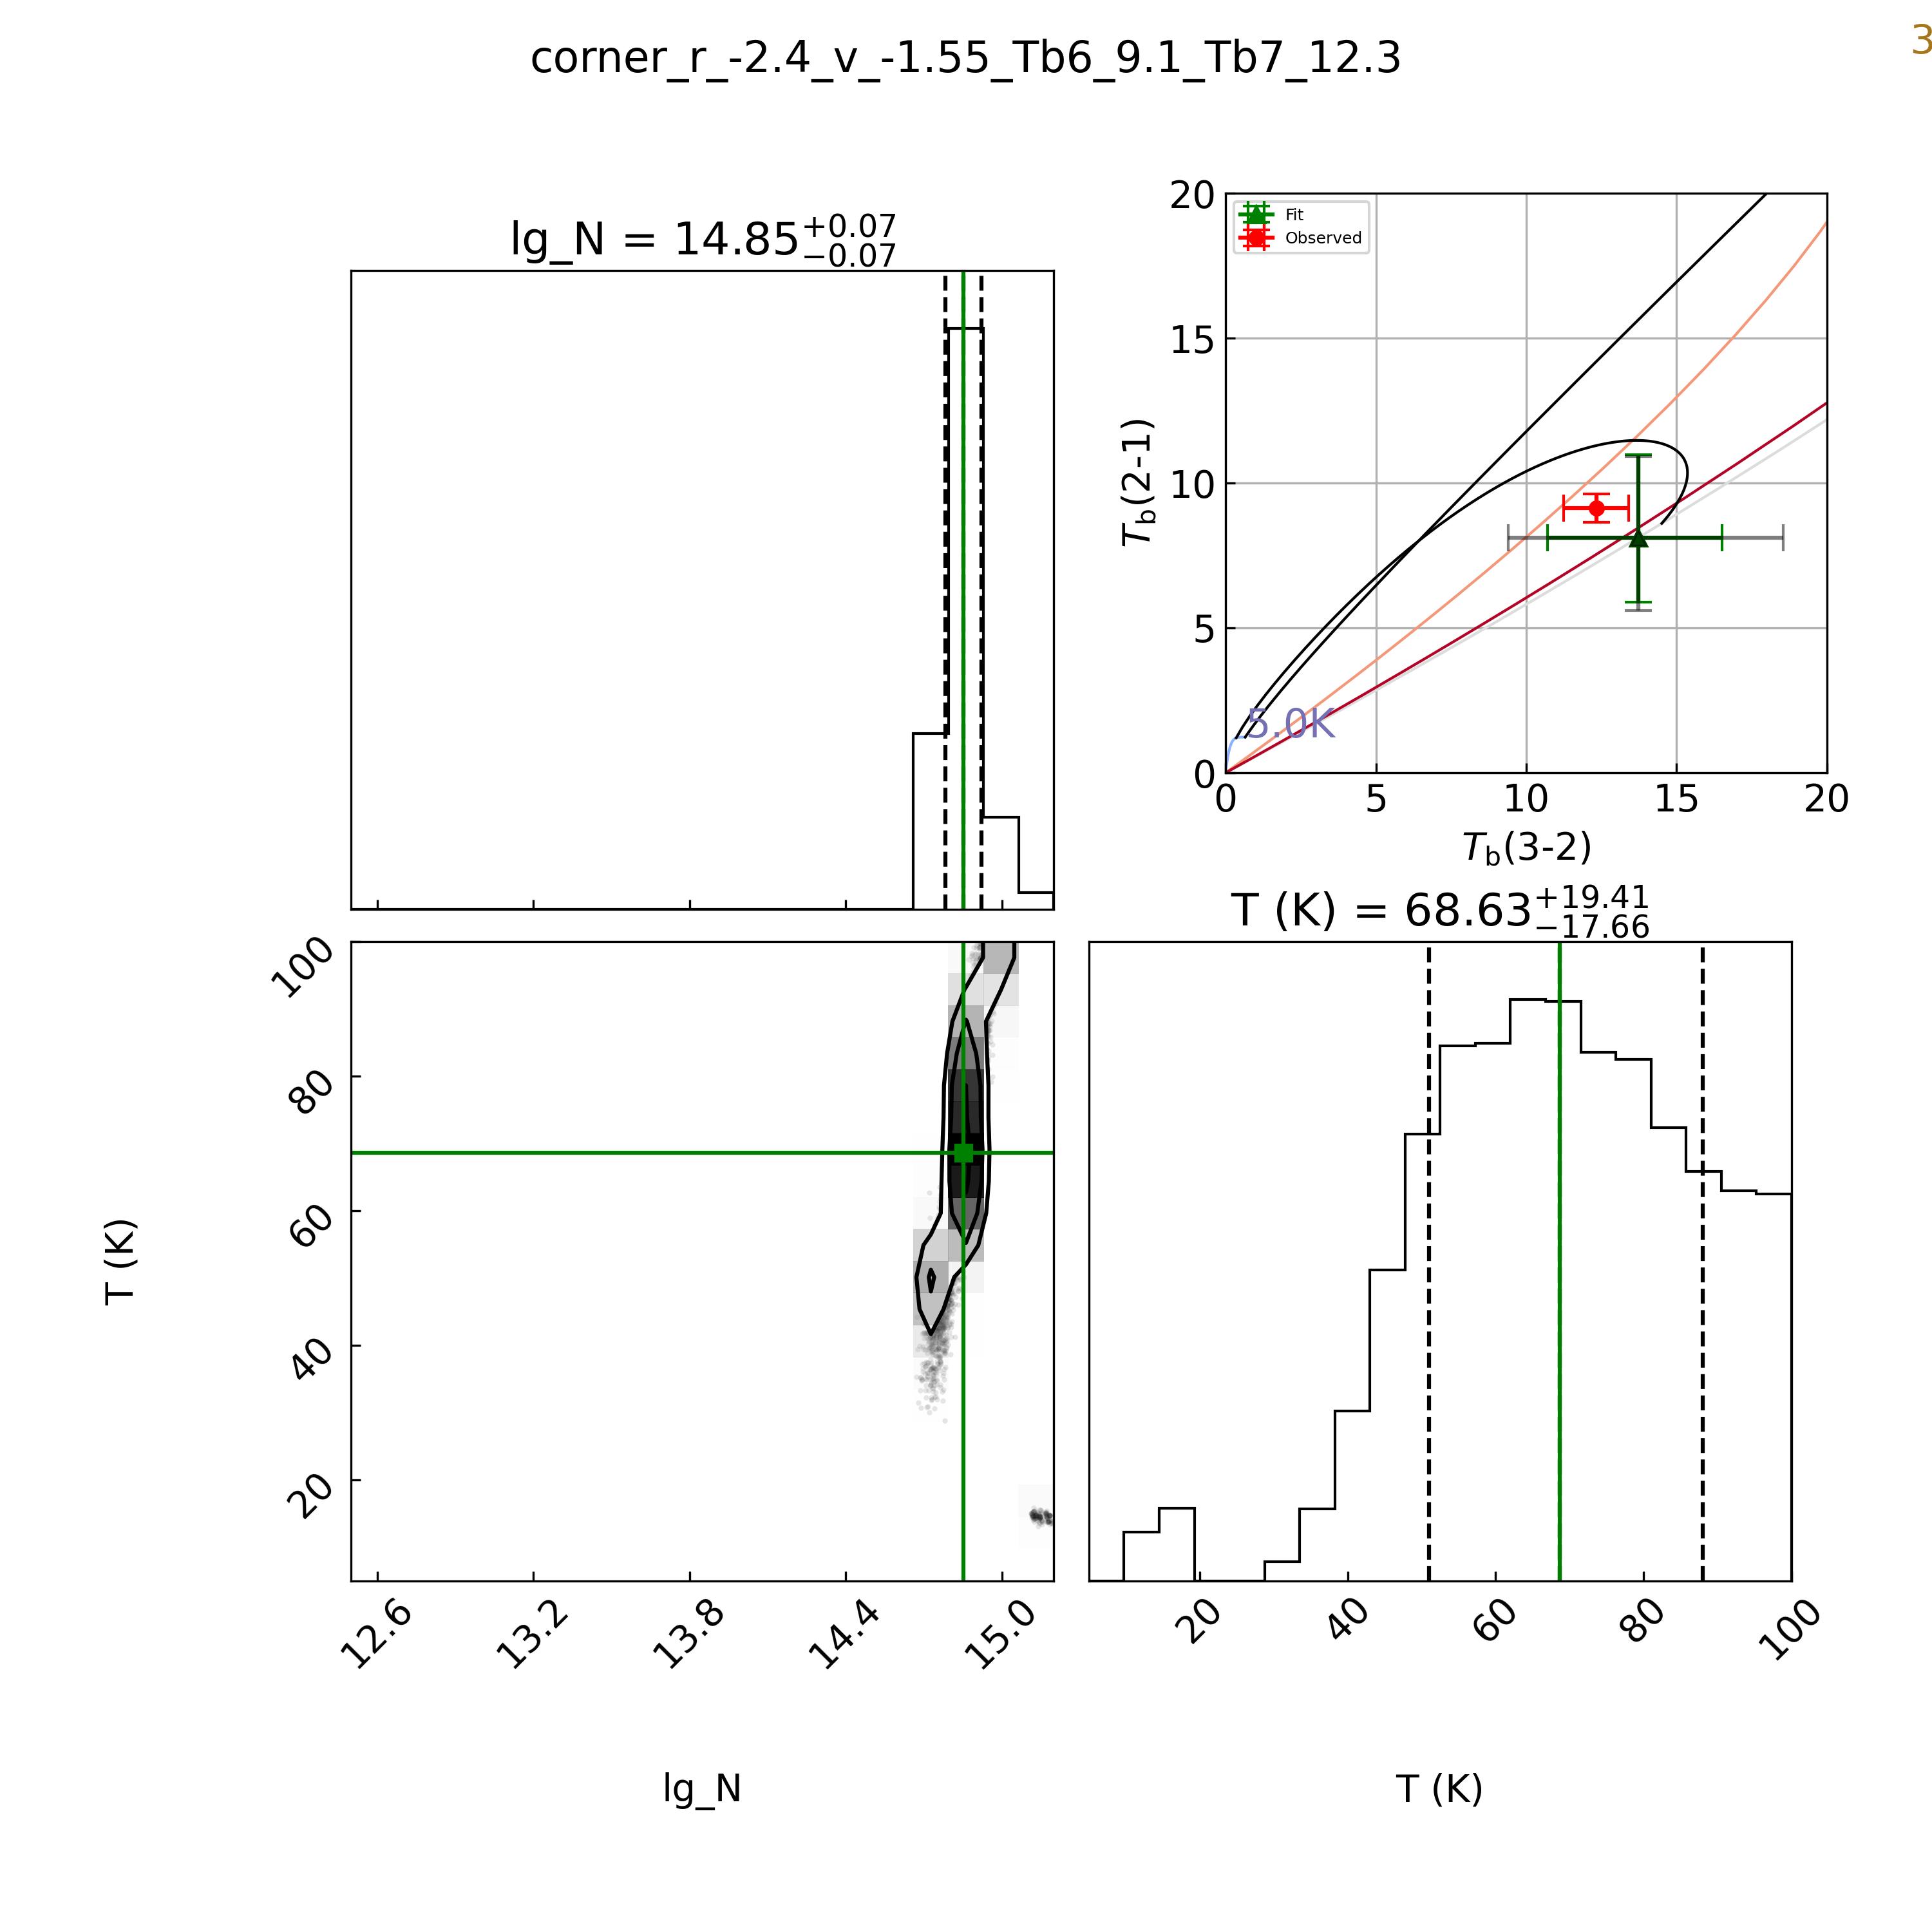 corner_r_-2.4_v_-1.55_Tb6_9.1_Tb7_12.3
3
lg_N = 14.85+0.07 −0.07
20
15
10
5
0
Fit
Observed
5.0K
Tb(2-1)
0 5 10 15 20
Tb(3-2)
T (K) = 68.63+19.41 −17.66
100
80
60
40
20
T (K)
12.6 13.2 13.8 14.4 15.0
20 40 60 80 100
lg_N
T (K)